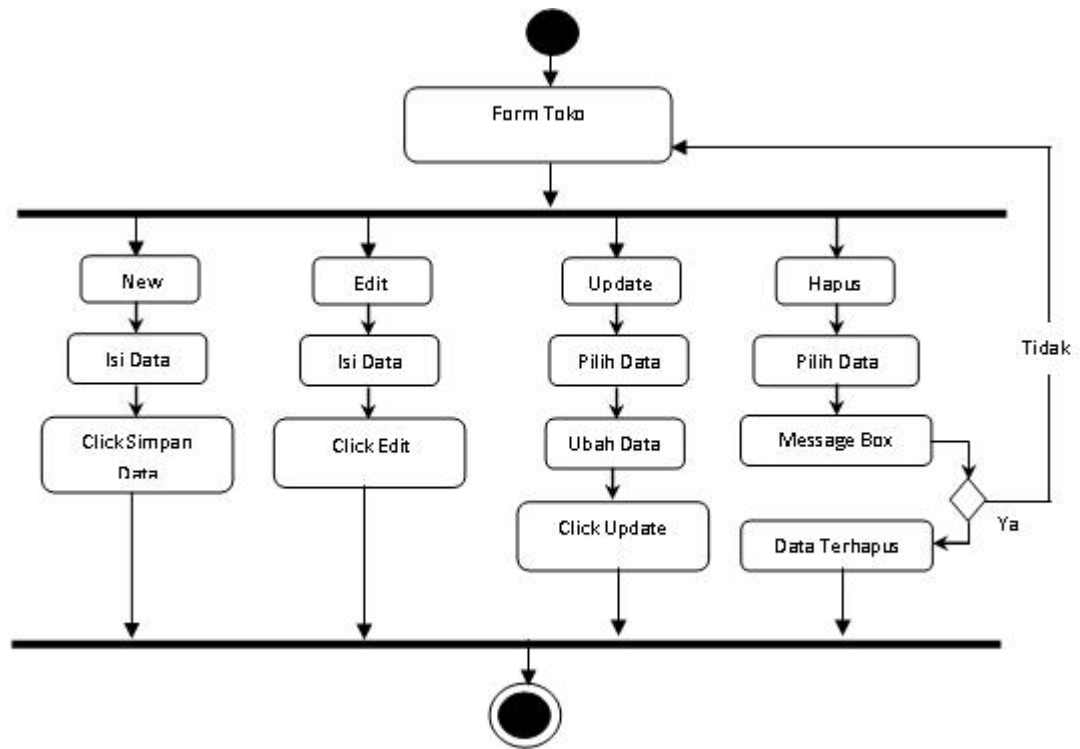 Form Toko
New
Edit
Update
Hapus
Isi Data
Isi Data
Pilih Data
Pilih Data
Tidak
Click Simpan
Data
Click Edit
Ubah Data
Message Box
Click Update
Ya
Data Terhapus